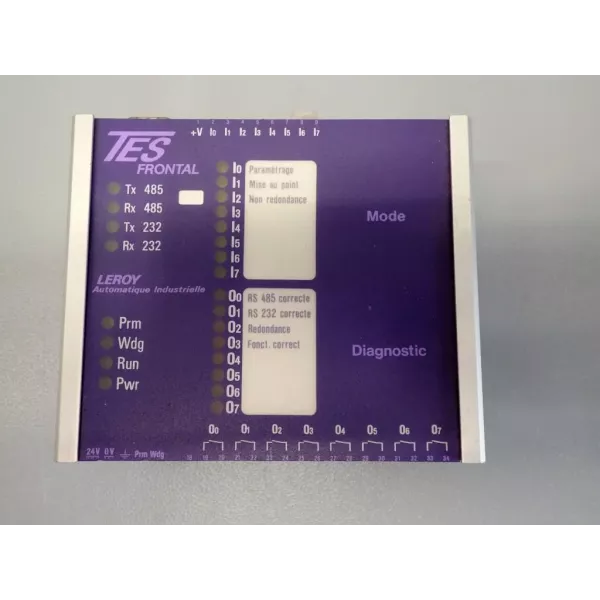 +V I0 I1 I2 I3 I4 I5 I6 I7
TES
FRONTAL
Tx 485
Rx 485
Tx 232
Rx 232
I0 Paramétrage
I1 Mise au point
I2 Non redondance
I3
I4
I5
I6
I7
Mode
LEROY
Automatique Industrielle
Prm
Wdg
Run
Pwr
O0 RS 485 correcte
O1 RS 232 correcte
O2 Redondance
O3 Fonct. correct
O4
O5
O6
O7
Diagnostic
O0 O1 O2 O3 O4 O5 O6 O7
24V 0V Prm Wdg